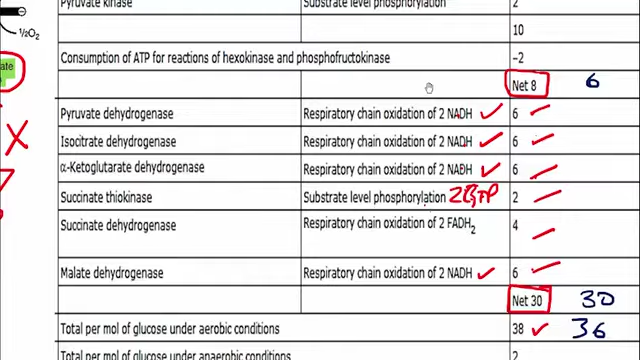 Pyruvate kinase Substrate level phosphorylation 2
½O₂
10
Consumption of ATP for reactions of hexokinase and phosphofructokinase –2
Net 8 6
Pyruvate dehydrogenase Respiratory chain oxidation of 2 NADH 6
Isocitrate dehydrogenase Respiratory chain oxidation of 2 NADH 6
α-Ketoglutarate dehydrogenase Respiratory chain oxidation of 2 NADH 6
Succinate thiokinase Substrate level phosphorylation 2GTP 2
Succinate dehydrogenase Respiratory chain oxidation of 2 FADH₂ 4
Malate dehydrogenase Respiratory chain oxidation of 2 NADH 6
Net 30 30
Total per mol of glucose under aerobic conditions 38 36
Total per mol of glucose under anaerobic conditions 2